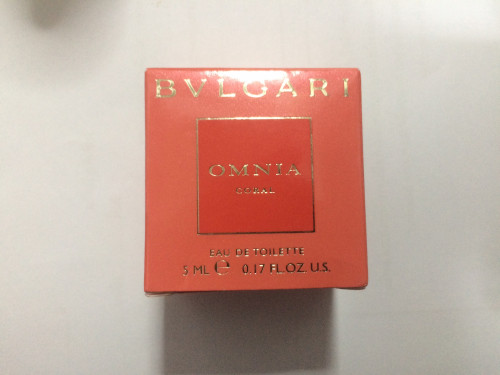 BVLGARI
OMNIA
CORAL
EAU DE TOILETTE
5 ML ℮ 0.17 FL.OZ. U.S.